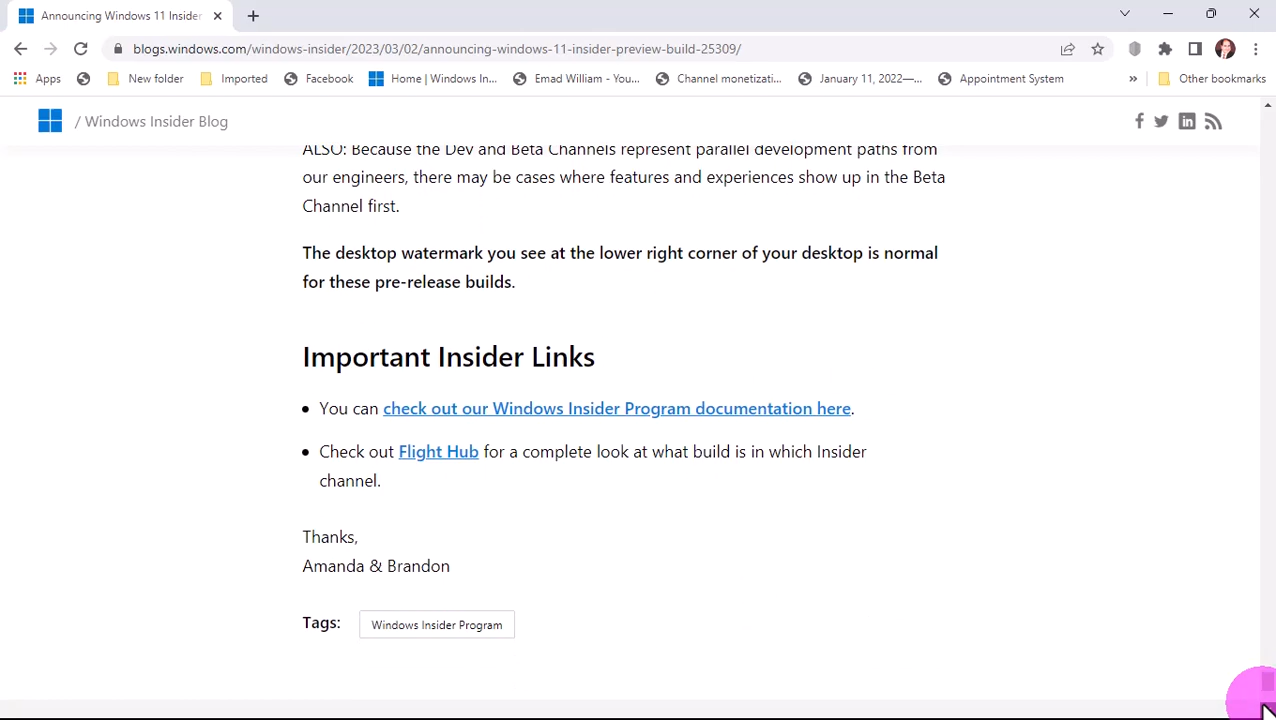 Announcing Windows 11 Insider
blogs.windows.com/windows-insider/2023/03/02/announcing-windows-11-insider-preview-build-25309/
Apps New folder Imported Facebook Home | Windows In... Emad William - You... Channel monetizati... January 11, 2022—... Appointment System » Other bookmarks
/ Windows Insider Blog
ALSO: Because the Dev and Beta Channels represent parallel development paths from
our engineers, there may be cases where features and experiences show up in the Beta
Channel first.
The desktop watermark you see at the lower right corner of your desktop is normal
for these pre-release builds.
Important Insider Links
• You can check out our Windows Insider Program documentation here.
• Check out Flight Hub for a complete look at what build is in which Insider
channel.
Thanks,
Amanda & Brandon
Tags: Windows Insider Program